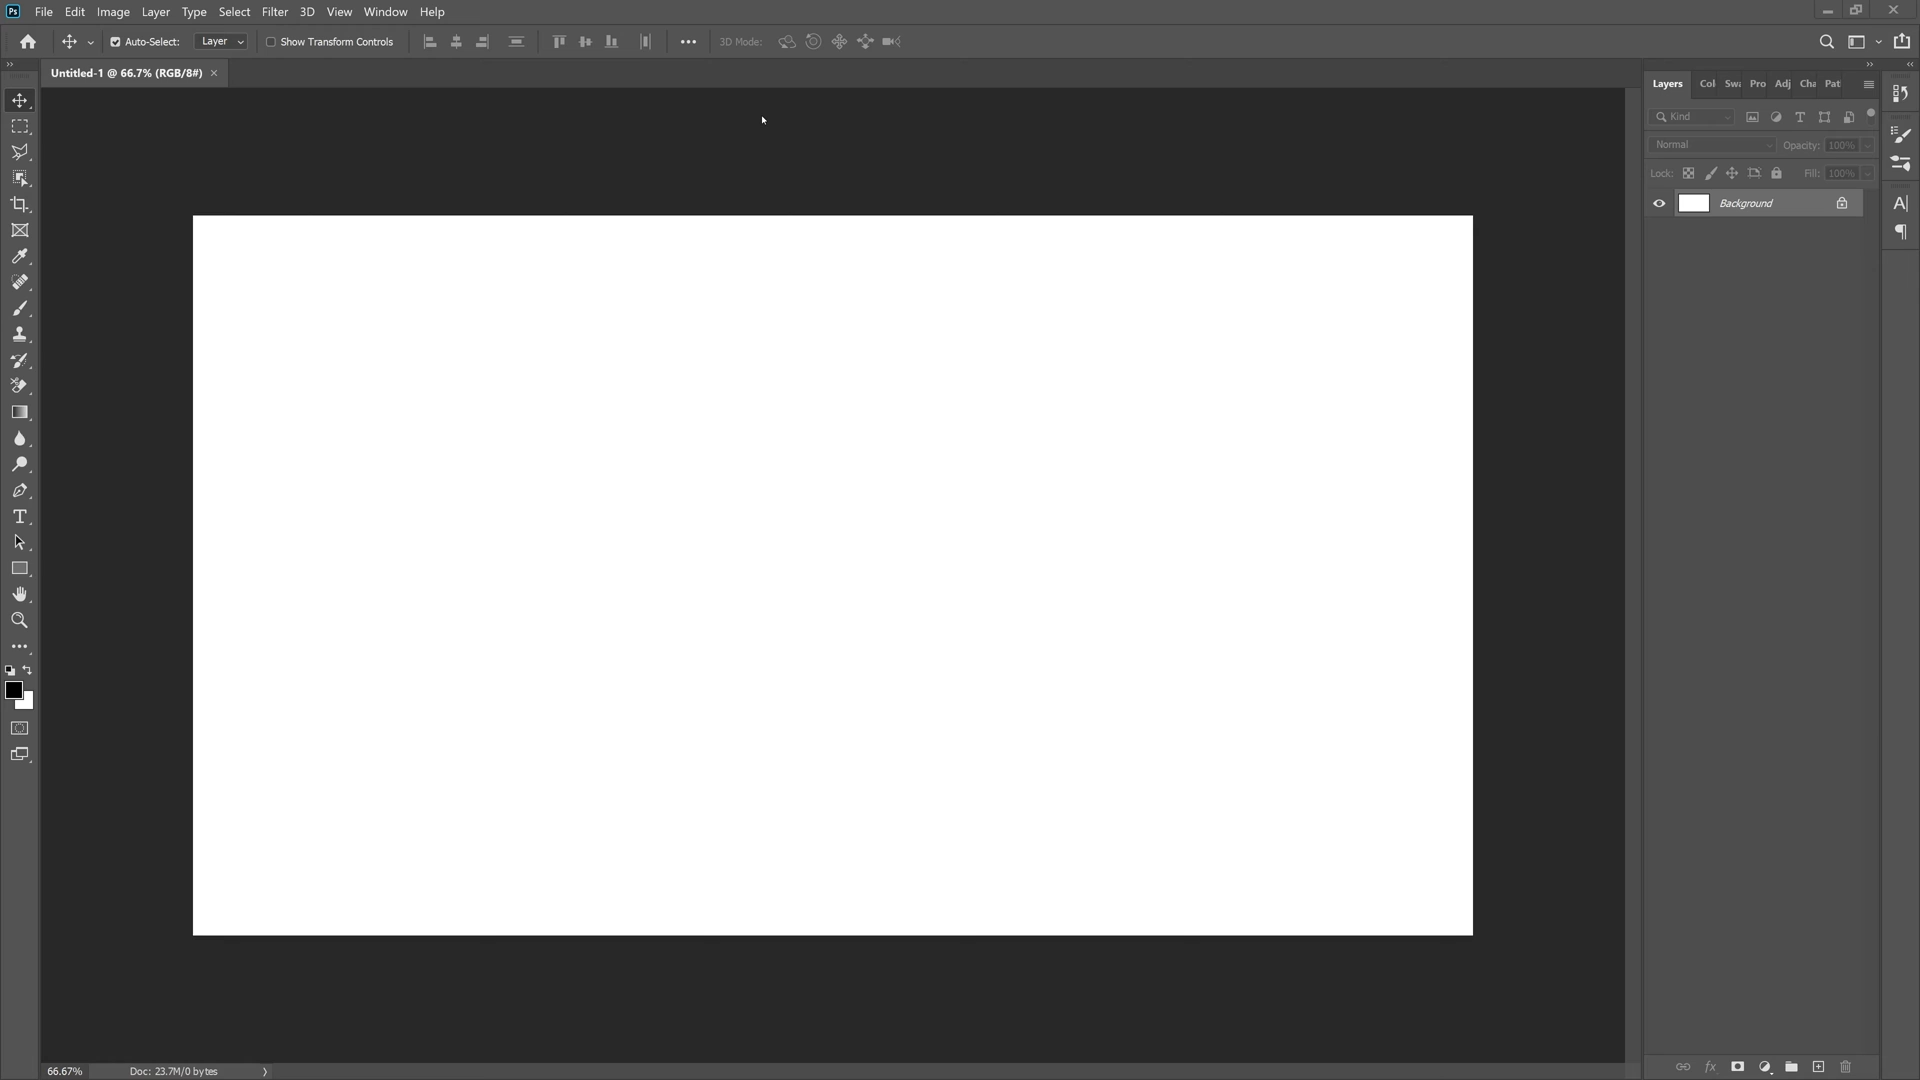 Ps File Edit Image Layer Type Select Filter 3D View Window Help
Auto-Select: Layer Show Transform Controls 3D Mode:
Untitled-1 @ 66.7% (RGB/8#)
Layers Col Swa Pro Adj Cha Pat
Kind
Normal Opacity: 100%
Lock: Fill: 100%
Background
66.67% Doc: 23.7M/0 bytes